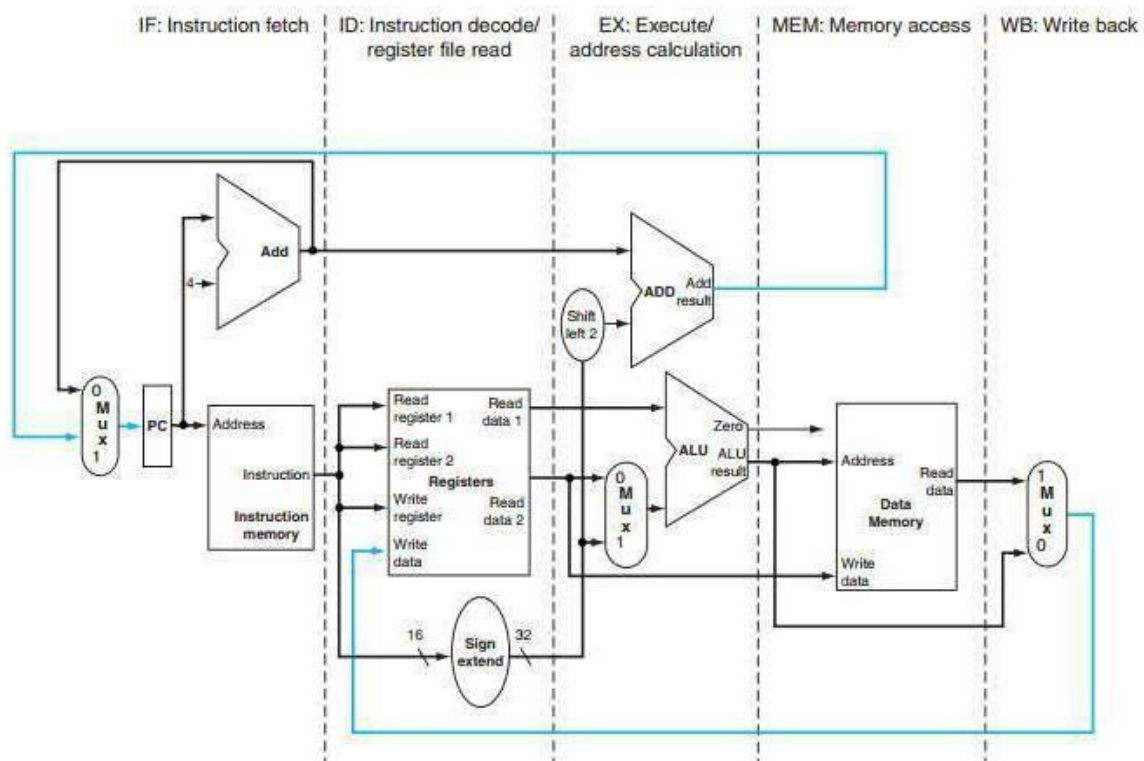 IF: Instruction fetch
ID: Instruction decode/
register file read
EX: Execute/
address calculation
MEM: Memory access
WB: Write back
Add
4
ADD
Add
result
Shift
left 2
0
M
u
x
1
PC
Address
Instruction
Instruction
memory
Read
register 1
Read
data 1
Read
register 2
Registers
Write
register
Read
data 2
Write
data
0
M
u
x
1
Zero
ALU
ALU
result
Address
Read
data
Data
Memory
Write
data
1
M
u
x
0
16
Sign
extend
32